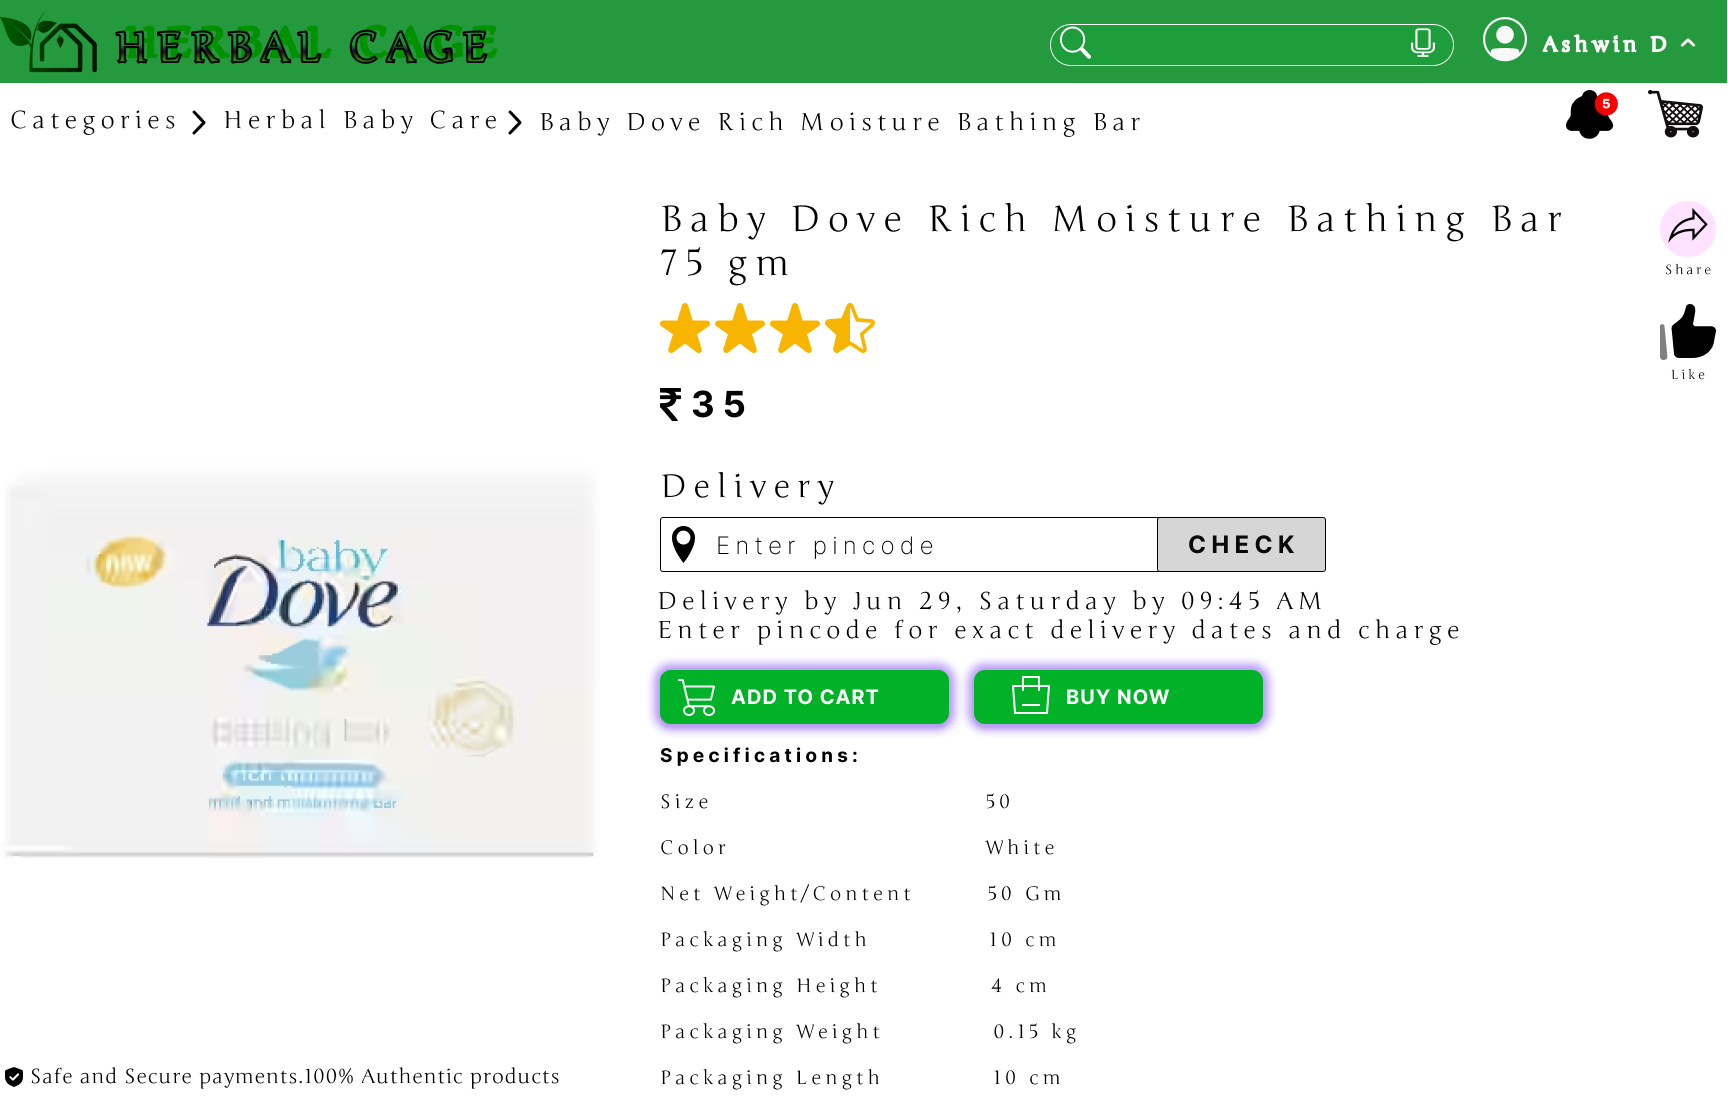 HERBAL CAGE
Ashwin D
Categories
Herbal Baby Care
Baby Dove Rich Moisture Bathing Bar
5
Baby Dove Rich Moisture Bathing Bar
75 gm
Share
Like
₹35
Delivery
Enter pincode
CHECK
Delivery by Jun 29, Saturday by 09:45 AM
Enter pincode for exact delivery dates and charge
ADD TO CART
BUY NOW
new
baby
Dove
bathing bar
rich moisture
mild and moisturising bar
Specifications:
Size 50
Color White
Net Weight/Content 50 Gm
Packaging Width 10 cm
Packaging Height 4 cm
Packaging Weight 0.15 kg
Packaging Length 10 cm
Safe and Secure payments.100% Authentic products